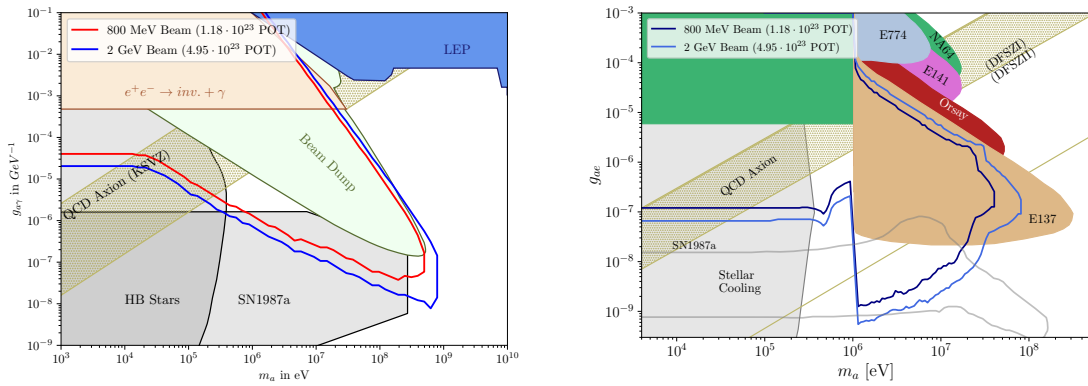 800 MeV Beam (1.18 · 10²³ POT)
2 GeV Beam (4.95 · 10²³ POT)
LEP
e⁺e⁻ → inv. + γ
Beam Dump
QCD Axion (KSVZ)
HB Stars
SN1987a
10⁻¹
10⁻²
10⁻³
10⁻⁴
10⁻⁵
10⁻⁶
10⁻⁷
10⁻⁸
10⁻⁹
g_{aγ} in GeV⁻¹
10³ 10⁴ 10⁵ 10⁶ 10⁷ 10⁸ 10⁹ 10¹⁰
m_a in eV
800 MeV Beam (1.18 · 10²³ POT)
2 GeV Beam (4.95 · 10²³ POT)
E774
NA64
E141
Orsay
(DFSZI)
(DFSZII)
QCD Axion
E137
SN1987a
Stellar
Cooling
10⁻³
10⁻⁴
10⁻⁵
10⁻⁶
10⁻⁷
10⁻⁸
10⁻⁹
g_{ae}
10⁴ 10⁵ 10⁶ 10⁷ 10⁸
m_a [eV]